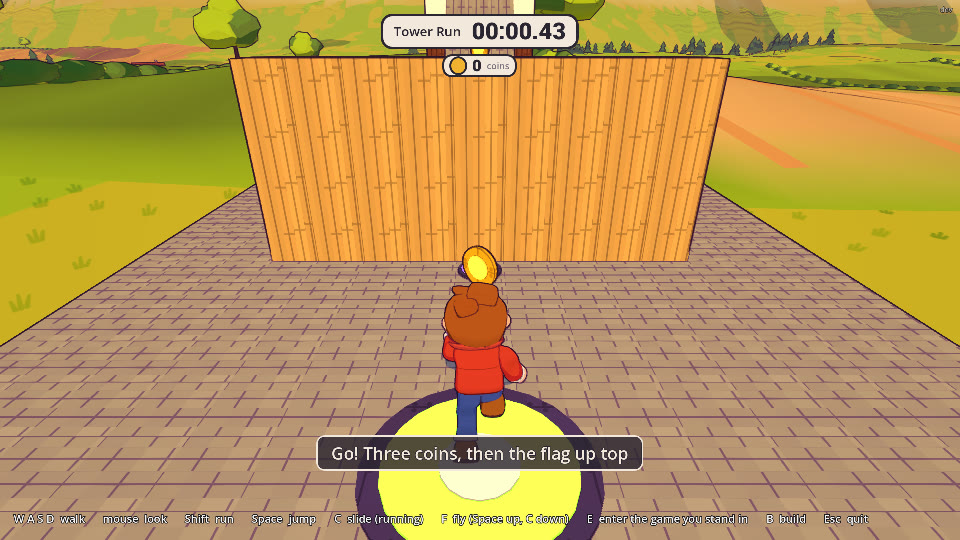 dev
Tower Run 00:00.43
0 coins
Go! Three coins, then the flag up top
W A S D walk mouse look Shift run Space jump C slide (running) F fly (Space up, C down) E enter the game you stand in B build Esc quit